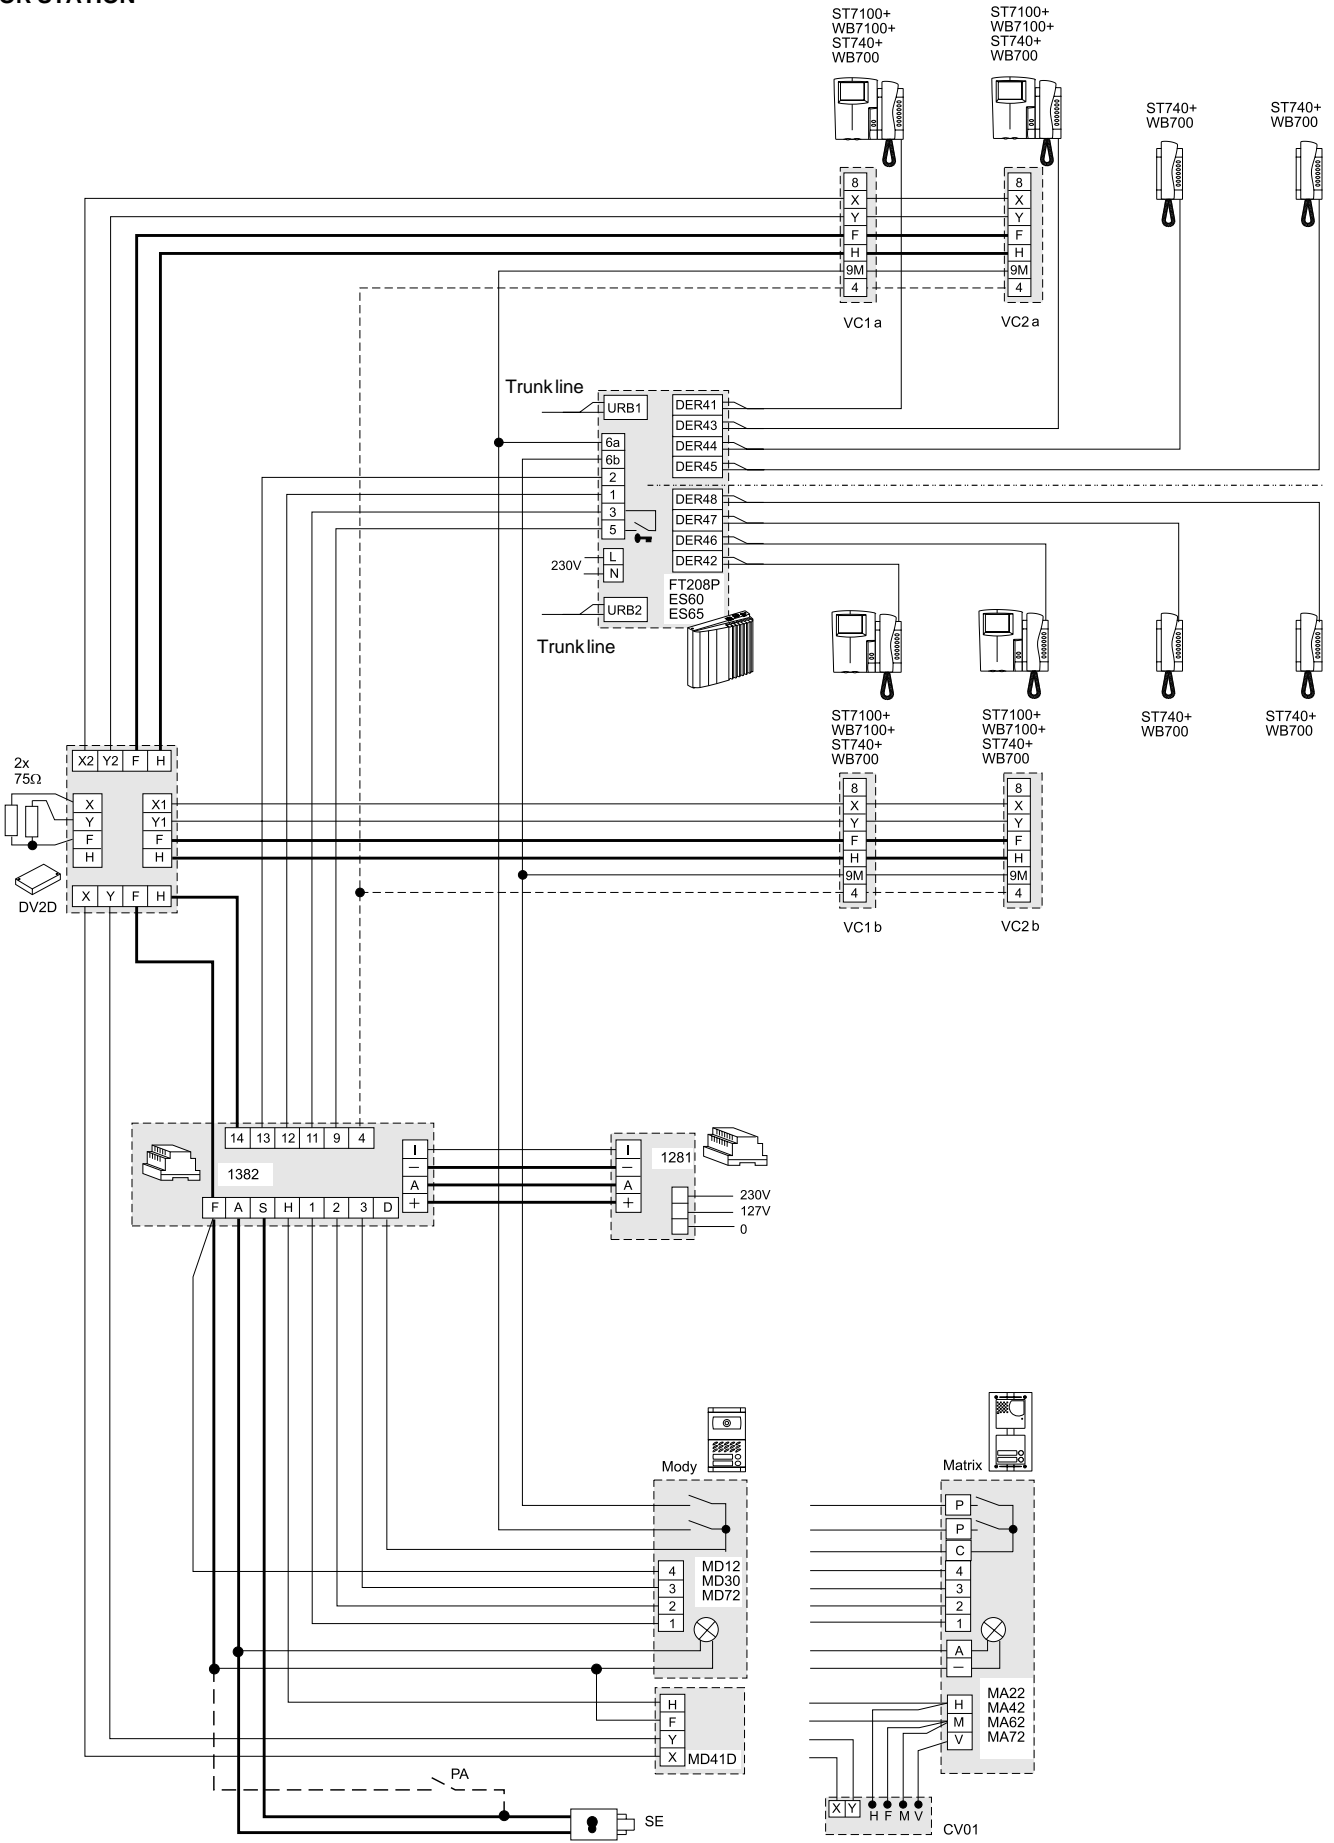 OR STATION
ST7100+
WB7100+
ST740+
WB700
ST7100+
WB7100+
ST740+
WB700
ST740+
WB700
ST740+
WB700
8
X
Y
F
H
9M
4
VC1 a
8
X
Y
F
H
9M
4
VC2 a
Trunk line
URB1
6a
6b
2
1
3
5
230V
L
N
URB2
Trunk line
DER41
DER43
DER44
DER45
DER48
DER47
DER46
DER42
FT208P
ES60
ES65
ST7100+
WB7100+
ST740+
WB700
ST7100+
WB7100+
ST740+
WB700
ST740+
WB700
ST740+
WB700
2x
75Ω
X2 Y2 F H
X
Y
F
H
X1
Y1
F
H
X Y F H
DV2D
8
X
Y
F
H
9M
4
VC1 b
8
X
Y
F
H
9M
4
VC2 b
14 13 12 11 9 4
1382
I
–
A
+
F A S H 1 2 3 D
I
–
A
+
1281
230V
127V
0
Mody
MD12
MD30
MD72
4
3
2
1
H
F
Y
X
MD41D
Matrix
P
P
C
4
3
2
1
A
–
H
M
V
MA22
MA42
MA62
MA72
PA
SE
X Y H F M V
CV01